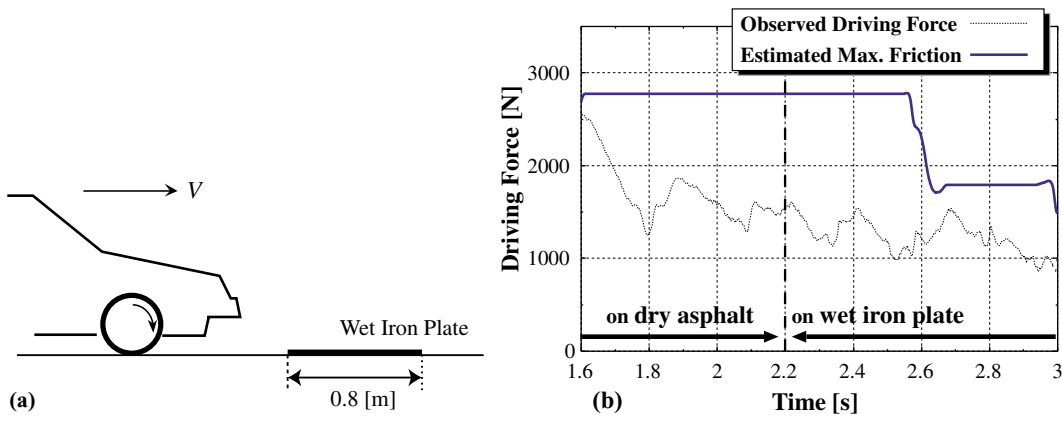 V
Wet Iron Plate
0.8 [m]
(a)
Observed Driving Force
Estimated Max. Friction
Driving Force [N]
3000
2000
1000
0
on dry asphalt
on wet iron plate
1.6 1.8 2 2.2 2.4 2.6 2.8 3
(b)
Time [s]